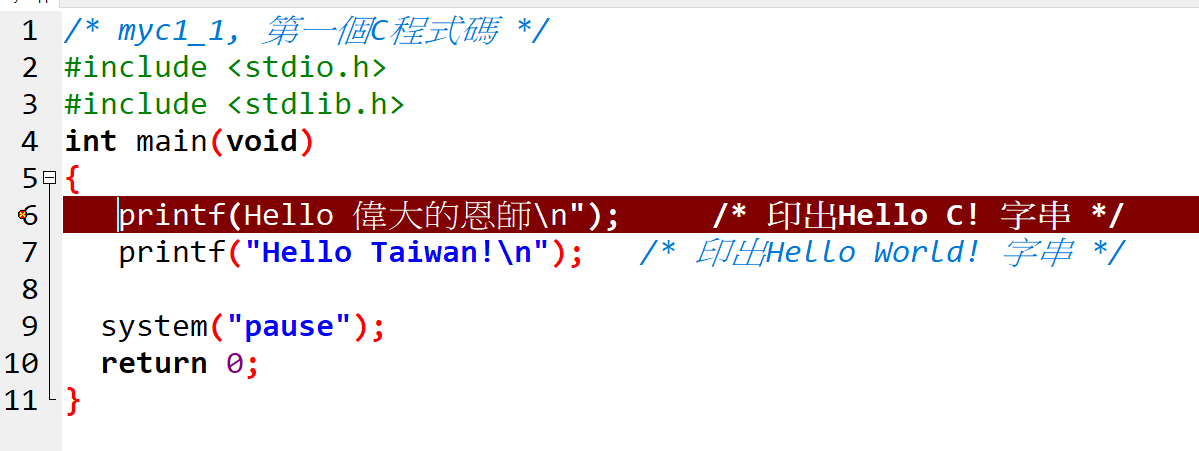 1 /* myc1_1, 第一個C程式碼 */
2 #include <stdio.h>
3 #include <stdlib.h>
4 int main(void)
5 {
6 printf(Hello 偉大的恩師\n"); /* 印出Hello C! 字串 */
7 printf("Hello Taiwan!\n"); /* 印出Hello World! 字串 */
8
9 system("pause");
10 return 0;
11 }